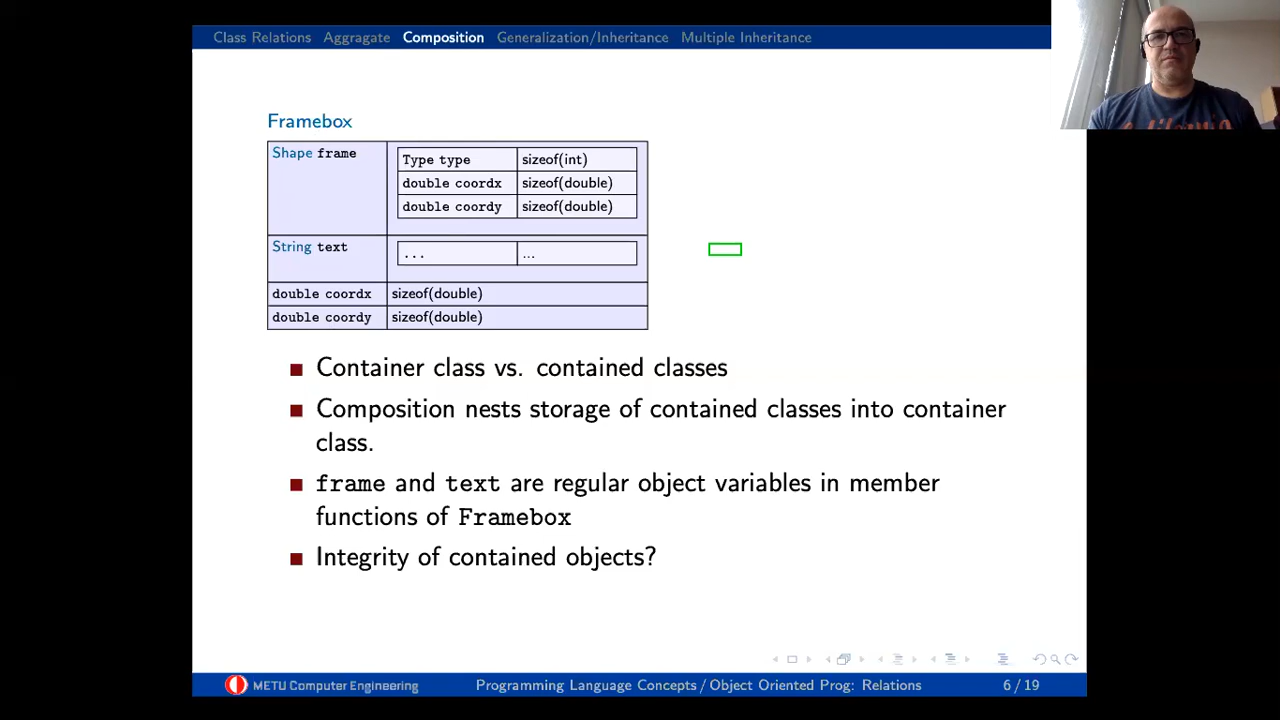 Class Relations Aggragate Composition Generalization/Inheritance Multiple Inheritance
Framebox
Shape frame
Type type sizeof(int)
double coordx sizeof(double)
double coordy sizeof(double)
String text
... ...
double coordx sizeof(double)
double coordy sizeof(double)
Container class vs. contained classes
Composition nests storage of contained classes into container
class.
frame and text are regular object variables in member
functions of Framebox
Integrity of contained objects?
METU Computer Engineering Programming Language Concepts / Object Oriented Prog: Relations 6 / 19